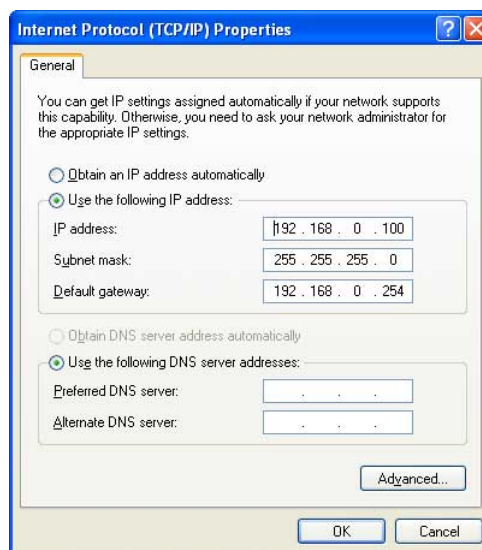 Internet Protocol (TCP/IP) Properties
General
You can get IP settings assigned automatically if your network supports
this capability. Otherwise, you need to ask your network administrator for
the appropriate IP settings.
Obtain an IP address automatically
Use the following IP address:
IP address: 192 . 168 . 0 . 100
Subnet mask: 255 . 255 . 255 . 0
Default gateway: 192 . 168 . 0 . 254
Obtain DNS server address automatically
Use the following DNS server addresses:
Preferred DNS server: . . .
Alternate DNS server: . . .
Advanced...
OK Cancel